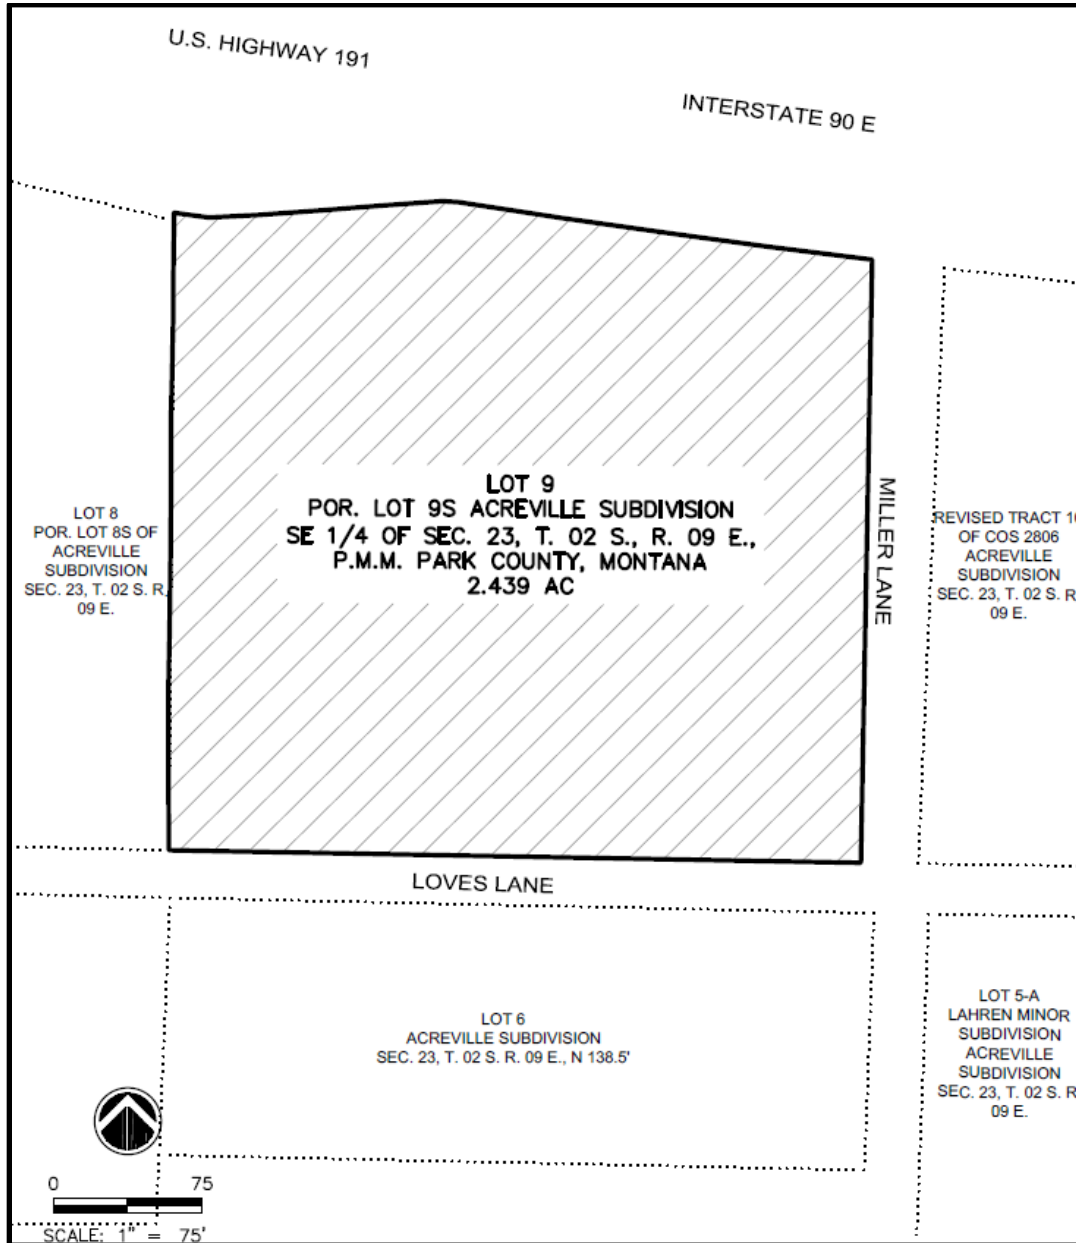 U.S. HIGHWAY 191
INTERSTATE 90 E
LOT 9
POR. LOT 9S ACREVILLE SUBDIVISION
SE 1/4 OF SEC. 23, T. 02 S., R. 09 E.,
P.M.M. PARK COUNTY, MONTANA
2.439 AC
LOT 8
POR. LOT 8S OF
ACREVILLE
SUBDIVISION
SEC. 23, T. 02 S. R.
09 E.
MILLER LANE
REVISED TRACT 10
OF COS 2806
ACREVILLE
SUBDIVISION
SEC. 23, T. 02 S. R
09 E.
LOVES LANE
LOT 6
ACREVILLE SUBDIVISION
SEC. 23, T. 02 S. R. 09 E., N 138.5'
LOT 5-A
LAHREN MINOR
SUBDIVISION
ACREVILLE
SUBDIVISION
SEC. 23, T. 02 S. R
09 E.
0 75
SCALE: 1" = 75'